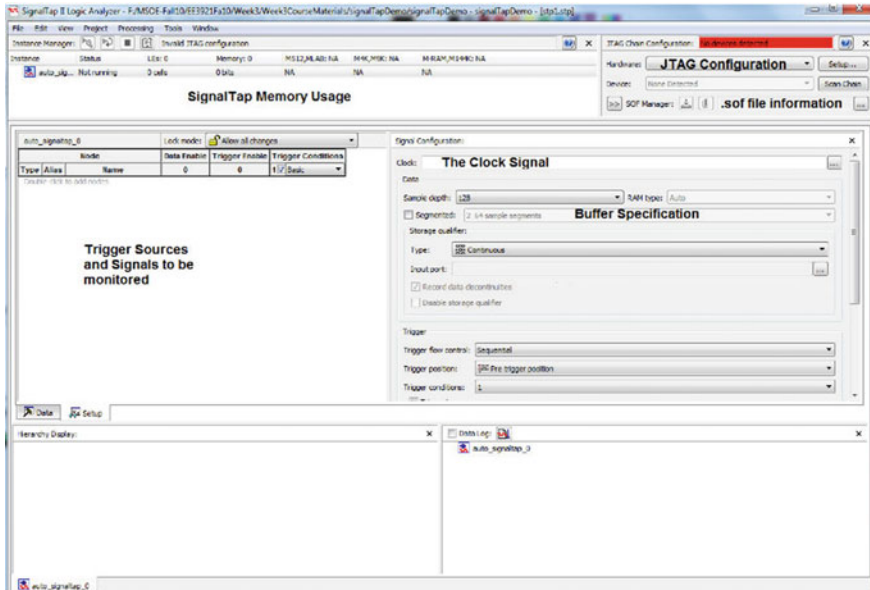 SignalTap II Logic Analyzer - F:/MSOE-Fall10/EE3921Fa10/Week3/Week3CourseMaterials/signalTapDemo/signalTapDemo - signalTapDemo - [stp1.stp]
File Edit View Project Processing Tools Window
Instance Manager: Invalid JTAG configuration
JTAG Chain Configuration: No devices detected
Instance Status LEs: 0 Memory: 0 M512,MLAB: NA M4K,M9K: NA M-RAM,M144K: NA
auto_sig... Not running 0 cells 0 bits NA NA NA
Hardware: JTAG Configuration Setup...
Device: None Detected Scan Chain
>> SOF Manager: .sof file information ...
SignalTap Memory Usage
auto_signaltap_0 Lock mode: Allow all changes
Node Data Enable Trigger Enable Trigger Conditions
Type Alias Name 0 0 1 Basic
Double-click to add nodes
Trigger Sources
and Signals to be
monitored
Signal Configuration:
Clock: The Clock Signal ...
Data
Sample depth: 128 RAM type: Auto
Segmented: 2 64 sample segments Buffer Specification
Storage qualifier:
Type: Continuous
Input port: ...
Record data discontinuities
Disable storage qualifier
Trigger
Trigger flow control: Sequential
Trigger position: Pre trigger position
Trigger conditions: 1
Data Setup
Hierarchy Display:
Data Log:
auto_signaltap_0
auto_signaltap_0